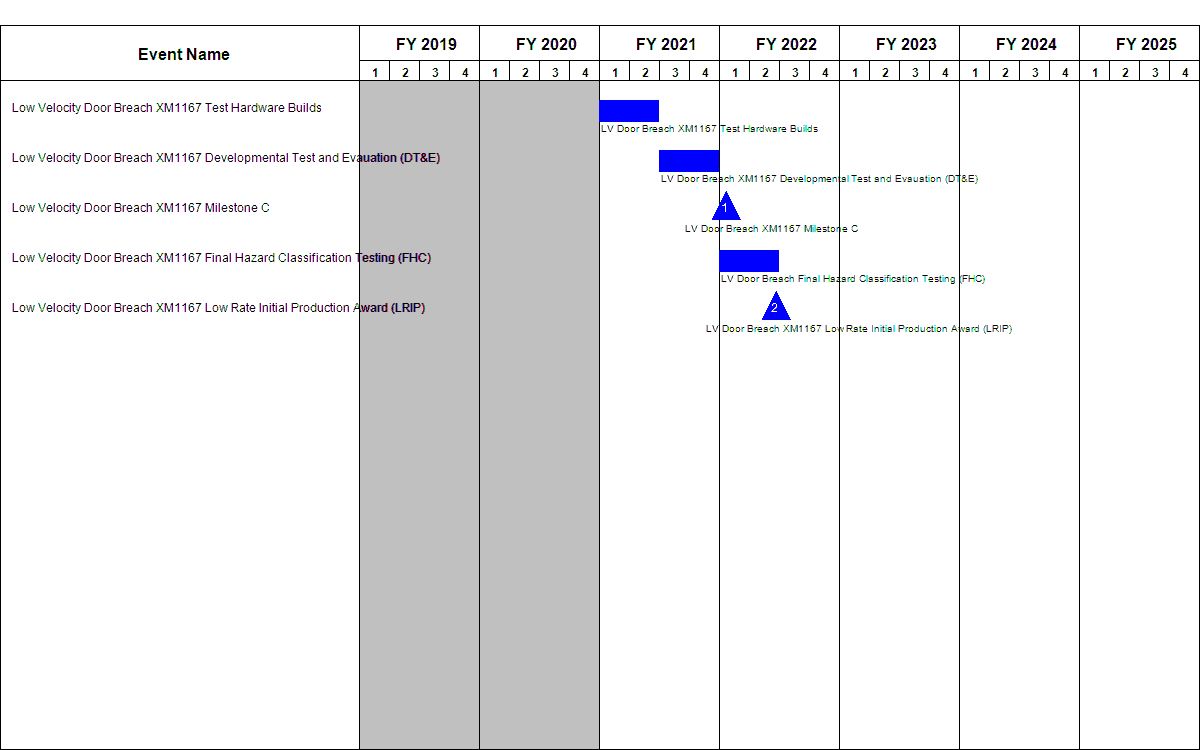 Event Name
FY 2019 FY 2020 FY 2021 FY 2022 FY 2023 FY 2024 FY 2025
1 2 3 4 1 2 3 4 1 2 3 4 1 2 3 4 1 2 3 4 1 2 3 4 1 2 3 4
Low Velocity Door Breach XM1167 Test Hardware Builds
LV Door Breach XM1167 Test Hardware Builds
Low Velocity Door Breach XM1167 Developmental Test and Evauation (DT&E)
LV Door Breach XM1167 Developmental Test and Evauation (DT&E)
Low Velocity Door Breach XM1167 Milestone C
1
LV Door Breach XM1167 Milestone C
Low Velocity Door Breach XM1167 Final Hazard Classification Testing (FHC)
LV Door Breach Final Hazard Classification Testing (FHC)
Low Velocity Door Breach XM1167 Low Rate Initial Production Award (LRIP)
2
LV Door Breach XM1167 Low Rate Initial Production Award (LRIP)